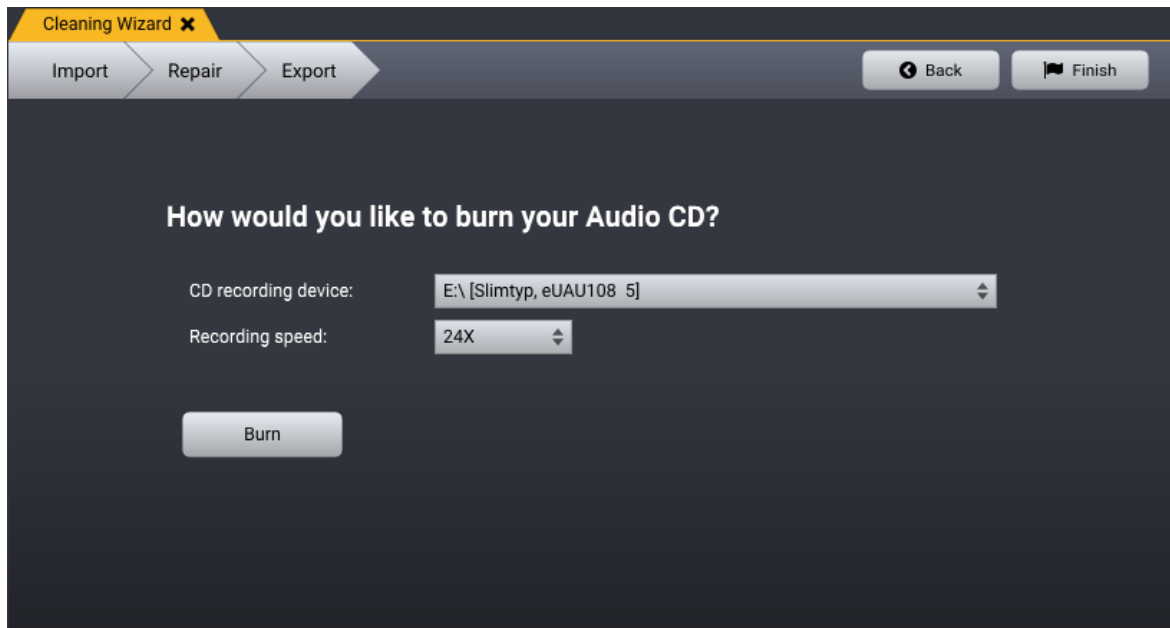 Cleaning Wizard
Import Repair Export Back Finish
How would you like to burn your Audio CD?
CD recording device: E:\ [Slimtyp, eUAU108  5]
Recording speed: 24X
Burn